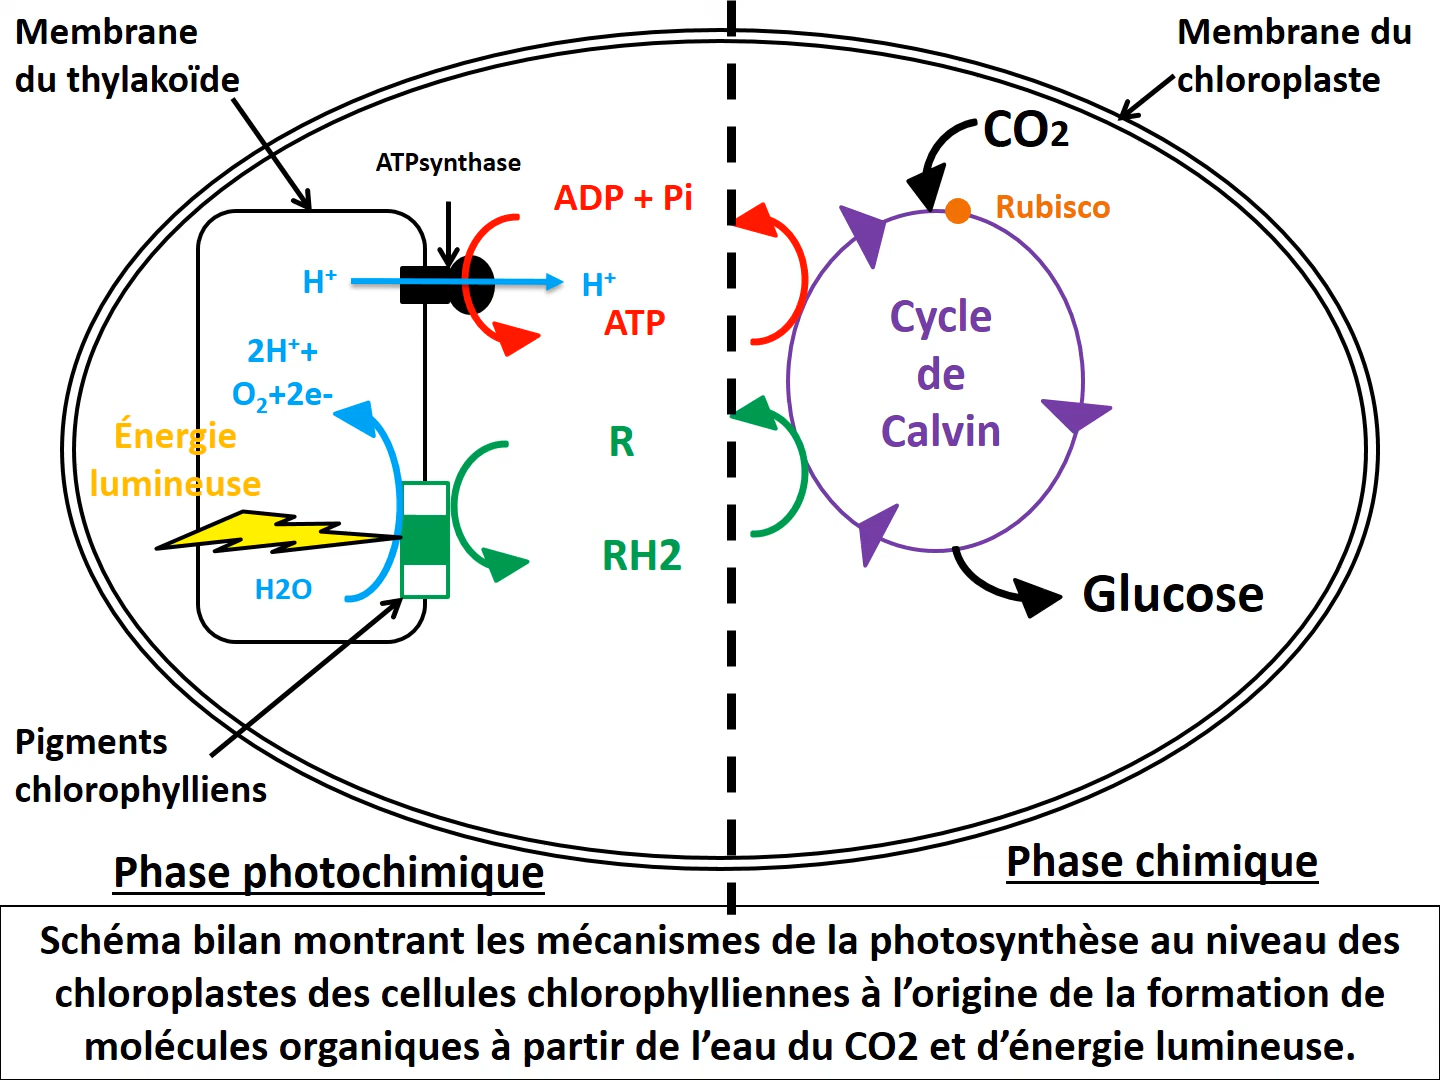 Membrane
du thylakoïde
Membrane du
chloroplaste
ATPsynthase
ADP + Pi
H⁺
H⁺
ATP
2H⁺+
O₂+2e-
Énergie
lumineuse
H2O
R
RH2
CO2
Rubisco
Cycle
de
Calvin
Glucose
Pigments
chlorophylliens
Phase photochimique
Phase chimique
Schéma bilan montrant les mécanismes de la photosynthèse au niveau des
chloroplastes des cellules chlorophylliennes à l’origine de la formation de
molécules organiques à partir de l’eau du CO2 et d’énergie lumineuse.